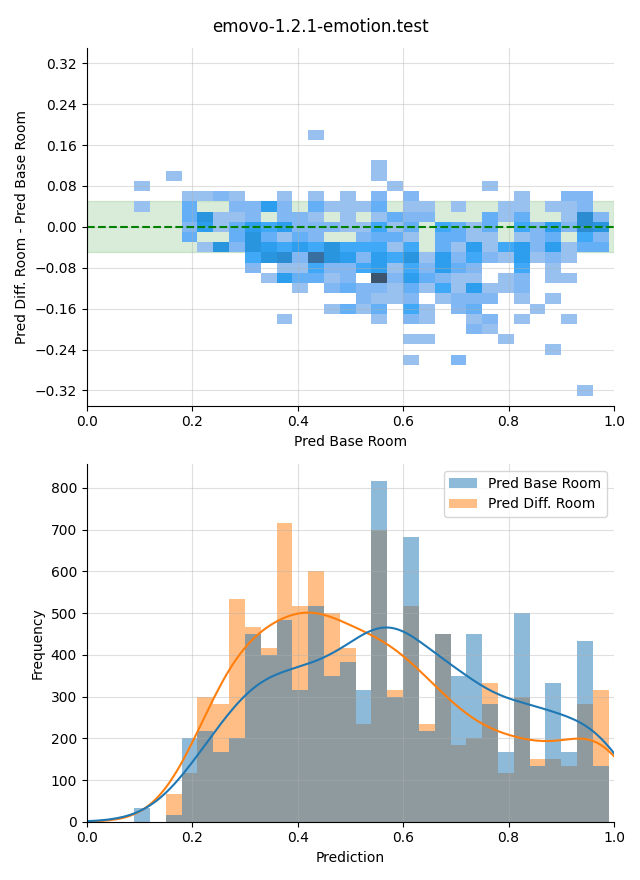 emovo-1.2.1-emotion.test
0.32
0.24
0.16
0.08
0.00
−0.08
−0.16
−0.24
−0.32
Pred Diff. Room - Pred Base Room
0.0 0.2 0.4 0.6 0.8 1.0
Pred Base Room
Pred Base Room
Pred Diff. Room
800
700
600
500
400
300
200
100
0
Frequency
0.0 0.2 0.4 0.6 0.8 1.0
Prediction